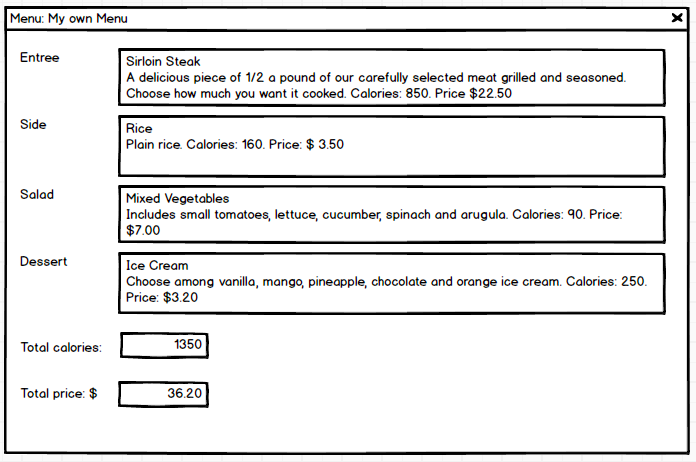 Menu: My own Menu
Entree
Sirloin Steak
A delicious piece of 1/2 a pound of our carefully selected meat grilled and seasoned.
Choose how much you want it cooked. Calories: 850. Price $22.50
Side
Rice
Plain rice. Calories: 160. Price: $ 3.50
Salad
Mixed Vegetables
Includes small tomatoes, lettuce, cucumber, spinach and arugula. Calories: 90. Price:
$7.00
Dessert
Ice Cream
Choose among vanilla, mango, pineapple, chocolate and orange ice cream. Calories: 250.
Price: $3.20
Total calories: 1350
Total price: $ 36.20